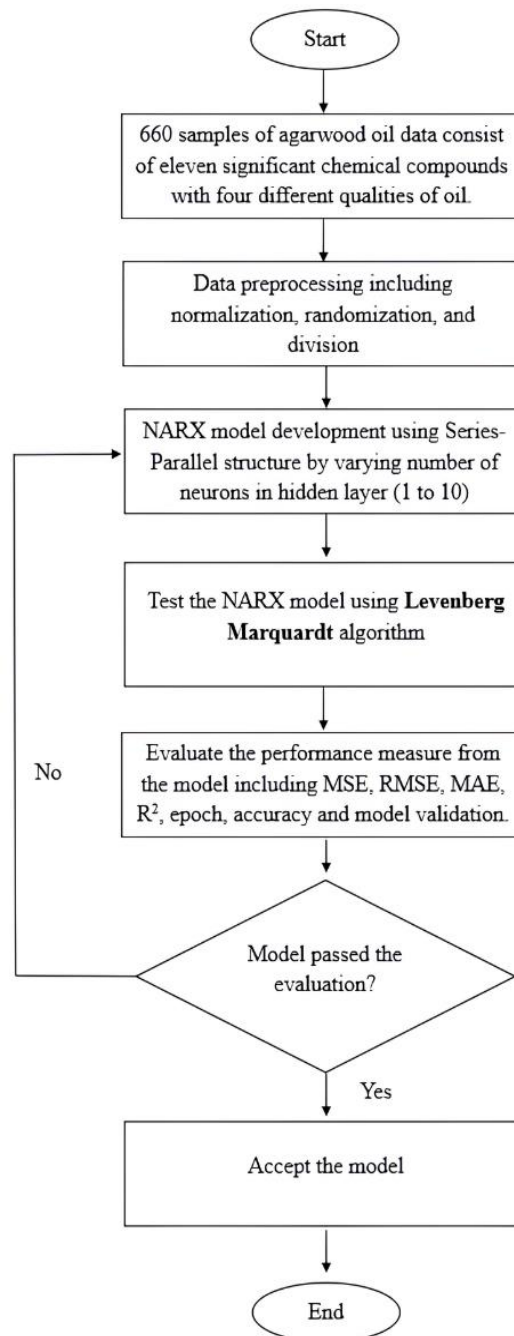 Start
660 samples of agarwood oil data consist
of eleven significant chemical compounds
with four different qualities of oil.
Data preprocessing including
normalization, randomization, and
division
NARX model development using Series-
Parallel structure by varying number of
neurons in hidden layer (1 to 10)
Test the NARX model using Levenberg
Marquardt algorithm
Evaluate the performance measure from
the model including MSE, RMSE, MAE,
R², epoch, accuracy and model validation.
No
Model passed the
evaluation?
Yes
Accept the model
End